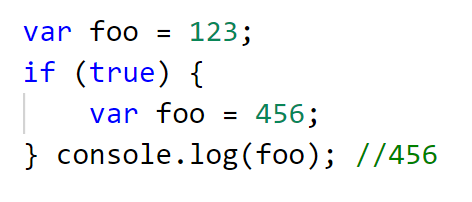 var foo = 123;
if (true) {
    var foo = 456;
} console.log(foo); //456